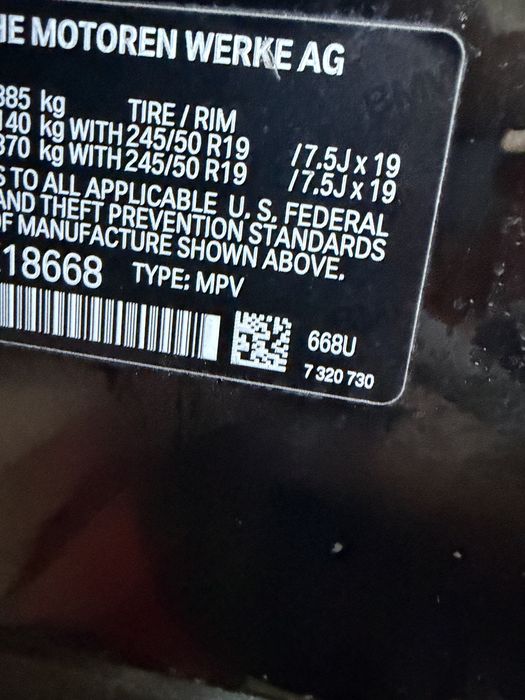 HE MOTOREN WERKE AG
385 kg TIRE / RIM
140 kg WITH 245/50 R19 /7.5J x 19
370 kg WITH 245/50 R19 /7.5J x 19
S TO ALL APPLICABLE U. S. FEDERAL
AND THEFT PREVENTION STANDARDS
OF MANUFACTURE SHOWN ABOVE.
18668 TYPE: MPV
668U
7 320 730